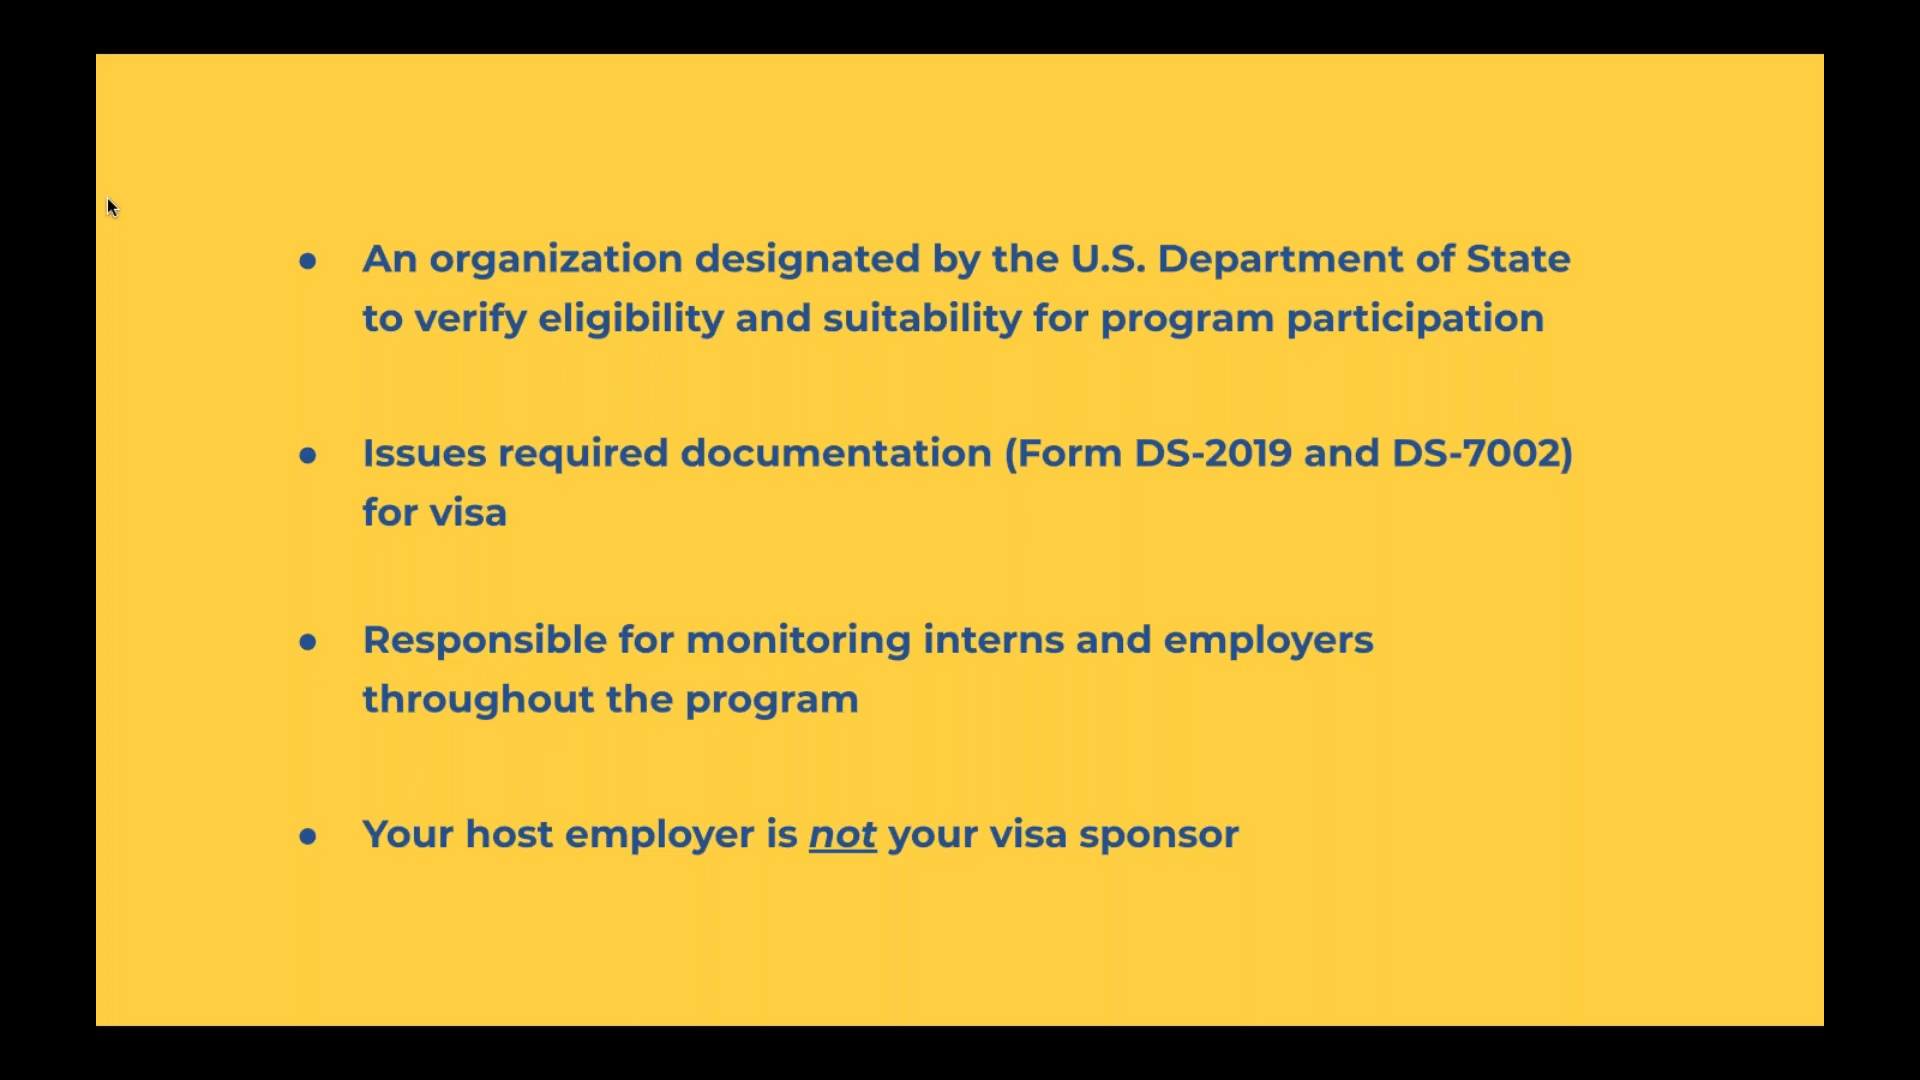 ● An organization designated by the U.S. Department of State
to verify eligibility and suitability for program participation
● Issues required documentation (Form DS-2019 and DS-7002)
for visa
● Responsible for monitoring interns and employers
throughout the program
● Your host employer is not your visa sponsor